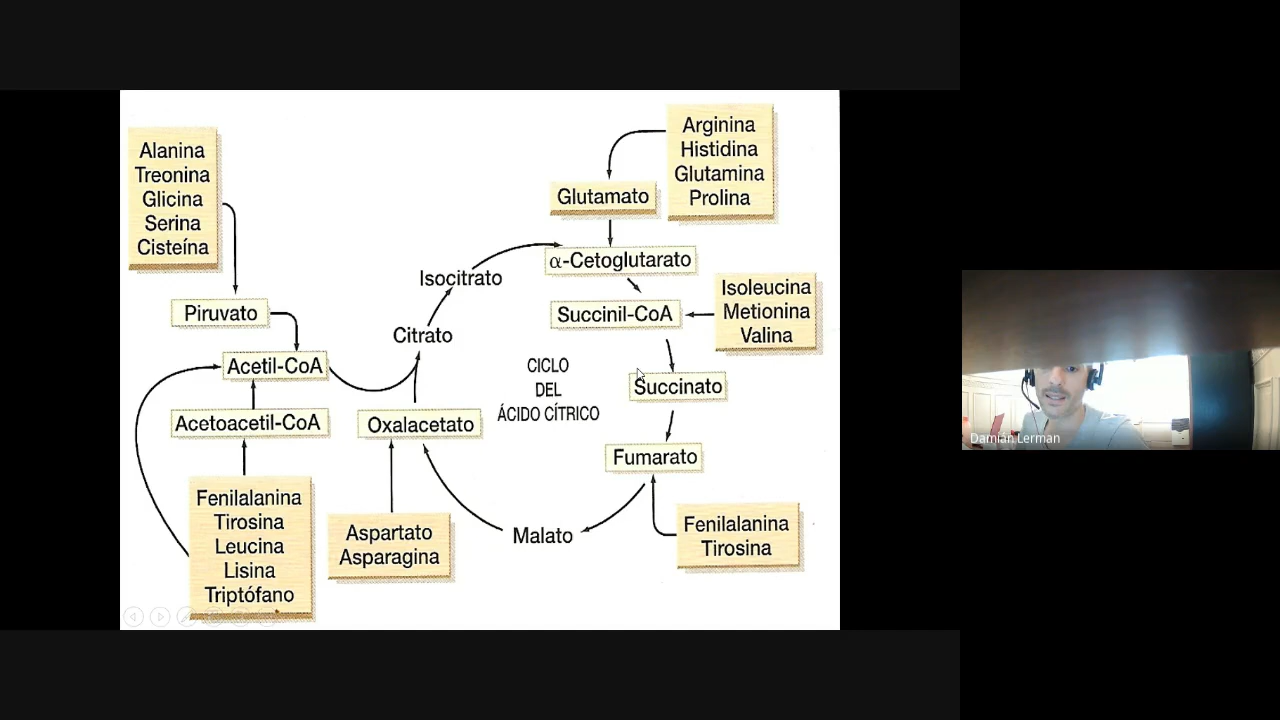 Alanina
Treonina
Glicina
Serina
Cisteína
Piruvato
Acetil-CoA
Acetoacetil-CoA
Fenilalanina
Tirosina
Leucina
Lisina
Triptófano
Arginina
Histidina
Glutamina
Prolina
Glutamato
α-Cetoglutarato
Isocitrato
Citrato
Succinil-CoA
Isoleucina
Metionina
Valina
CICLO
DEL
ÁCIDO CÍTRICO
Succinato
Oxalacetato
Fumarato
Aspartato
Asparagina
Malato
Fenilalanina
Tirosina
Damián Lerman